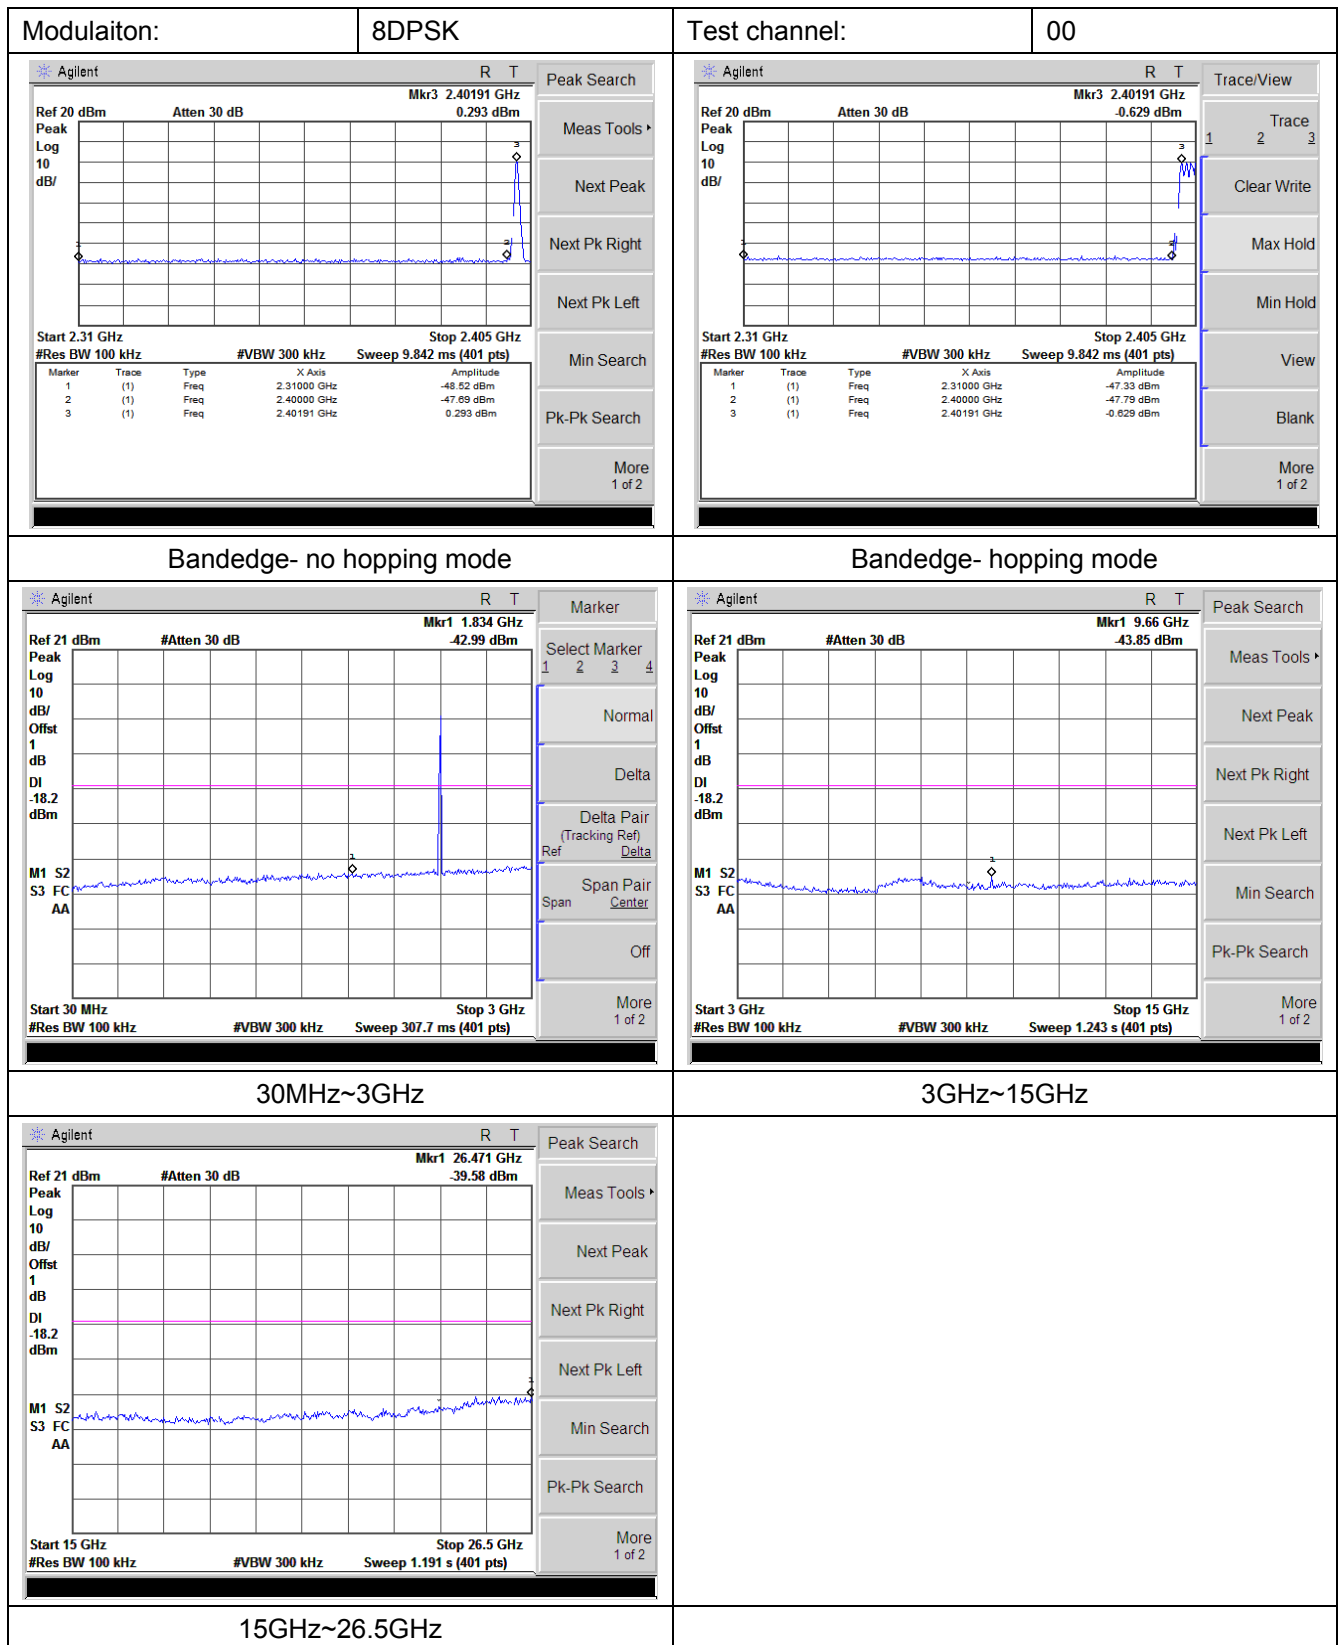 Modulaiton: 8DPSK Test channel: 00
Agilent R T Peak Search
Mkr3 2.40191 GHz
Ref 20 dBm Atten 30 dB 0.293 dBm
Peak
Log
10
dB/
3
1
2
Start 2.31 GHz Stop 2.405 GHz
#Res BW 100 kHz #VBW 300 kHz Sweep 9.842 ms (401 pts)
Marker Trace Type X Axis Amplitude
1 (1) Freq 2.31000 GHz -48.52 dBm
2 (1) Freq 2.40000 GHz -47.69 dBm
3 (1) Freq 2.40191 GHz 0.293 dBm
Meas Tools
Next Peak
Next Pk Right
Next Pk Left
Min Search
Pk-Pk Search
More
1 of 2
Agilent R T Trace/View
Mkr3 2.40191 GHz
Ref 20 dBm Atten 30 dB -0.629 dBm
Peak
Log
10
dB/
3
1
Start 2.31 GHz Stop 2.405 GHz
#Res BW 100 kHz #VBW 300 kHz Sweep 9.842 ms (401 pts)
Marker Trace Type X Axis Amplitude
1 (1) Freq 2.31000 GHz -47.33 dBm
2 (1) Freq 2.40000 GHz -47.79 dBm
3 (1) Freq 2.40191 GHz -0.629 dBm
Trace
1 2 3
Clear Write
Max Hold
Min Hold
View
Blank
More
1 of 2
Bandedge- no hopping mode Bandedge- hopping mode
Agilent R T Marker
Mkr1 1.834 GHz
Ref 21 dBm #Atten 30 dB -42.99 dBm
Peak
Log
10
dB/
Offst
1
dB
DI
-18.2
dBm
1
M1 S2
S3 FC
AA
Start 30 MHz Stop 3 GHz
#Res BW 100 kHz #VBW 300 kHz Sweep 307.7 ms (401 pts)
Select Marker
1 2 3 4
Normal
Delta
Delta Pair
(Tracking Ref)
Ref Delta
Span Pair
Span Center
Off
More
1 of 2
Agilent R T Peak Search
Mkr1 9.66 GHz
Ref 21 dBm #Atten 30 dB -43.85 dBm
Peak
Log
10
dB/
Offst
1
dB
DI
-18.2
dBm
1
M1 S2
S3 FC
AA
Start 3 GHz Stop 15 GHz
#Res BW 100 kHz #VBW 300 kHz Sweep 1.243 s (401 pts)
Meas Tools
Next Peak
Next Pk Right
Next Pk Left
Min Search
Pk-Pk Search
More
1 of 2
30MHz~3GHz 3GHz~15GHz
Agilent R T Peak Search
Mkr1 26.471 GHz
Ref 21 dBm #Atten 30 dB -39.58 dBm
Peak
Log
10
dB/
Offst
1
dB
DI
-18.2
dBm
1
M1 S2
S3 FC
AA
Start 15 GHz Stop 26.5 GHz
#Res BW 100 kHz #VBW 300 kHz Sweep 1.191 s (401 pts)
Meas Tools
Next Peak
Next Pk Right
Next Pk Left
Min Search
Pk-Pk Search
More
1 of 2
15GHz~26.5GHz